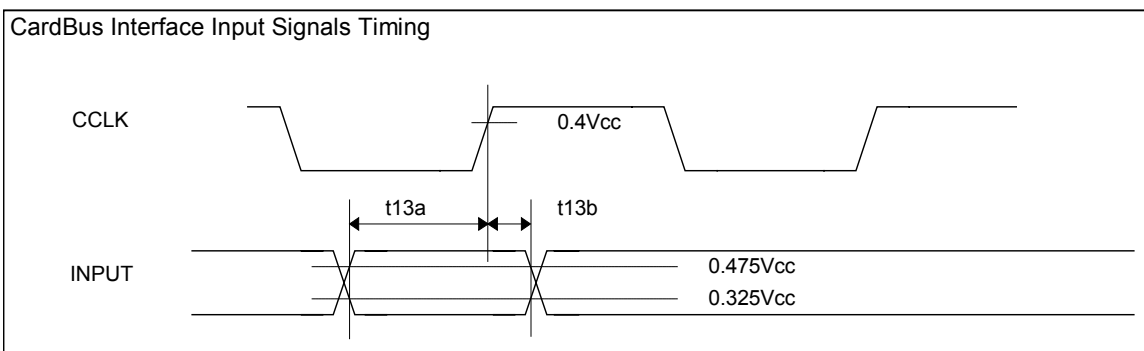 CardBus Interface Input Signals Timing
CCLK
0.4Vcc
t13a
t13b
INPUT
0.475Vcc
0.325Vcc